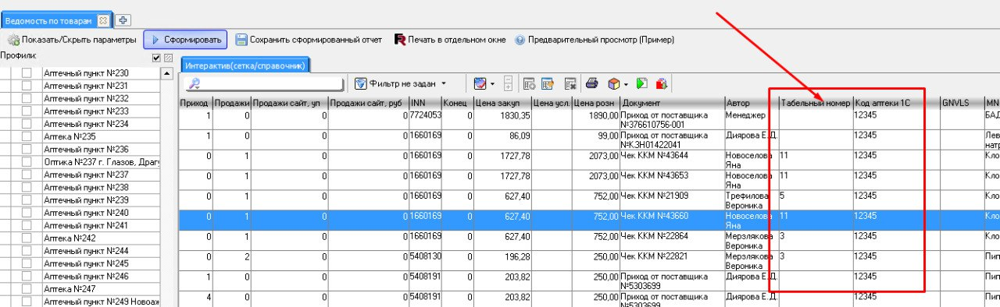 Ведомость по товарам
Показать/Скрыть параметры Сформировать Сохранить сформированный отчет Печать в отдельном окне Предварительный просмотр (Пример)
Профили:
Интерактив(сетка/справочник)
Фильтр не задан
Аптечный пункт №230
Аптечный пункт №231
Аптечный пункт №232
Аптечный пункт №233
Аптечный пункт №234
Аптека №235
Аптечный пункт №236
Оптика №237 г. Глазов, Драгу
Аптечный пункт №237
Аптечный пункт №238
Аптечный пункт №239
Аптечный пункт №240
Аптечный пункт №241
Аптека №242
Аптечный пункт №244
Аптечный пункт №245
Аптечный пункт №246
Аптека №247
Аптечный пункт №249 Новоаж
Приход Продажи Продажи сайт, уп Продажи сайт, руб INN Конец Цена закуп Цена усл. Цена розн Документ Автор Табельный номер Код аптеки 1С GNVLS MN
1 0 0 0 7724053 0 1830,35 1890,00 Приход от поставщика Менеджер 12345 БАД
№376610756-001
1 0 0 0 1660169 0 86,09 99,00 Приход от поставщика Диярова Е.Д. 12345 Лев
№КЗН01422041 натр
0 1 0 0 1660169 0 1727,78 2073,00 Чек ККМ №43644 Новоселова 11 12345 Кло
Яна
0 1 0 0 1660169 0 1727,78 2073,00 Чек ККМ №43653 Новоселова 11 12345 Кло
Яна
0 1 0 0 1660169 0 627,40 752,00 Чек ККМ №21909 Трефилова 5 12345 Кло
Вероника
0 1 0 0 1660169 0 627,40 752,00 Чек ККМ №43660 Новоселова 11 12345 Кло
Яна
0 1 0 0 1660169 0 627,40 752,00 Чек ККМ №22864 Мерзлякова 3 12345 Кло
Вероника
0 2 0 0 5408130 0 196,28 250,00 Чек ККМ №22821 Мерзлякова 3 12345 Пип
Вероника
1 0 0 0 5408191 0 203,82 250,00 Приход от поставщика Диярова Е.Д. 12345 Пип
№5303699
4 0 0 0 5408191 0 203,82 250,00 Приход от поставщика Диярова Е.Д. 12345 Пип
№5303699